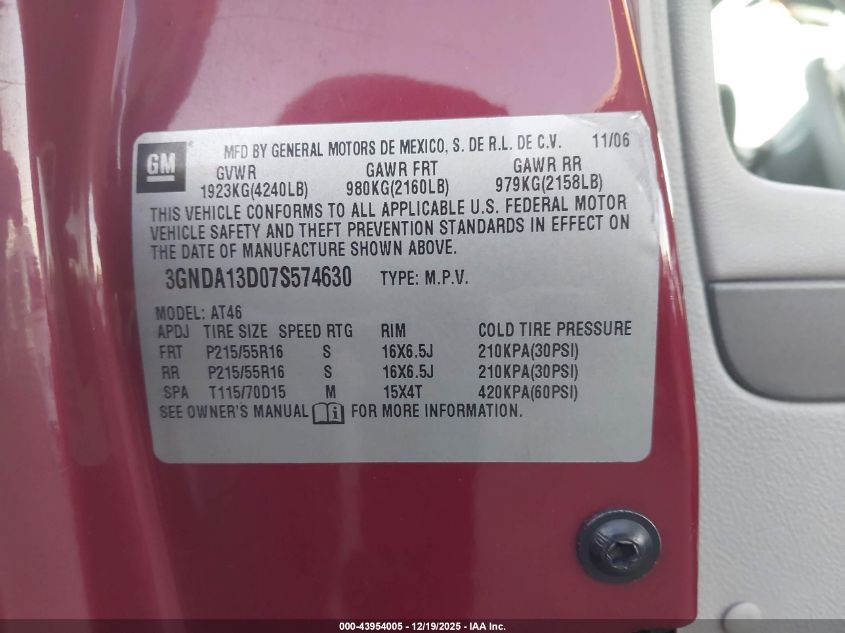 GM
MFD BY GENERAL MOTORS DE MEXICO, S. DE R.L. DE C.V. 11/06
GVWR GAWR FRT GAWR RR
1923KG(4240LB) 980KG(2160LB) 979KG(2158LB)
THIS VEHICLE CONFORMS TO ALL APPLICABLE U.S. FEDERAL MOTOR
VEHICLE SAFETY AND THEFT PREVENTION STANDARDS IN EFFECT ON
THE DATE OF MANUFACTURE SHOWN ABOVE.
3GNDA13D07S574630 TYPE: M.P.V.
MODEL: AT46
APDJ TIRE SIZE SPEED RTG RIM COLD TIRE PRESSURE
FRT P215/55R16 S 16X6.5J 210KPA(30PSI)
RR P215/55R16 S 16X6.5J 210KPA(30PSI)
SPA T115/70D15 M 15X4T 420KPA(60PSI)
SEE OWNER'S MANUAL i FOR MORE INFORMATION.
000-43954005 - 12/19/2025 - IAA Inc.